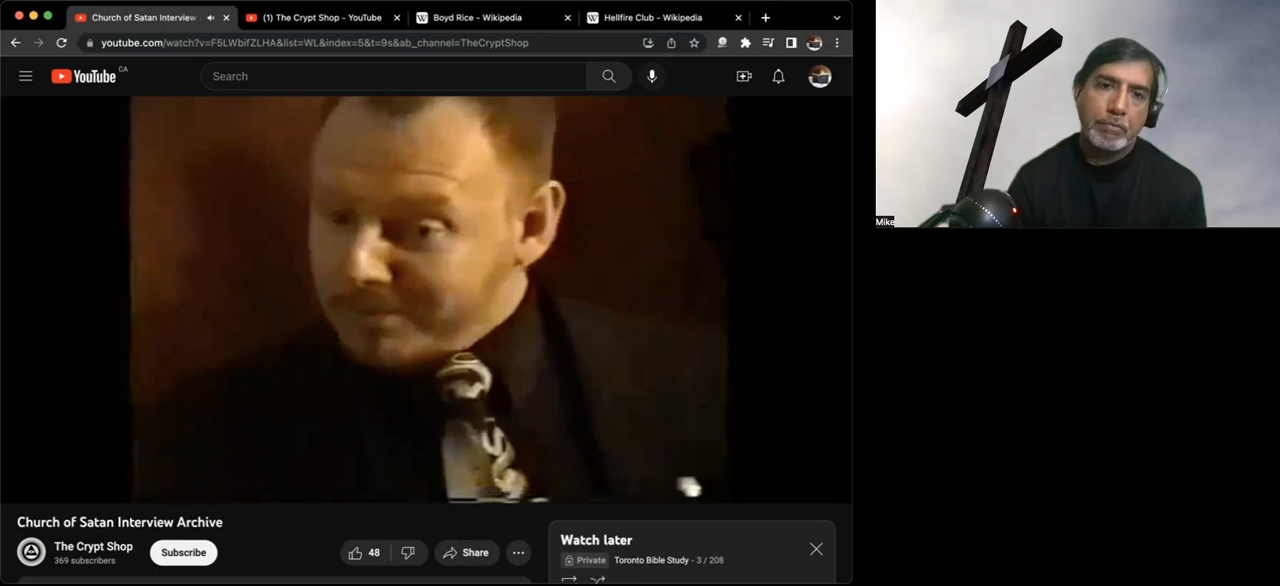 Church of Satan Interview
(1) The Crypt Shop - YouTube
Boyd Rice - Wikipedia
Hellfire Club - Wikipedia
youtube.com/watch?v=F5LWbifZLHA&list=WL&index=5&t=9s&ab_channel=TheCryptShop
YouTube CA
Search
Mike
Church of Satan Interview Archive
The Crypt Shop
369 subscribers
Subscribe
48
Share
Watch later
Private Toronto Bible Study - 3 / 208